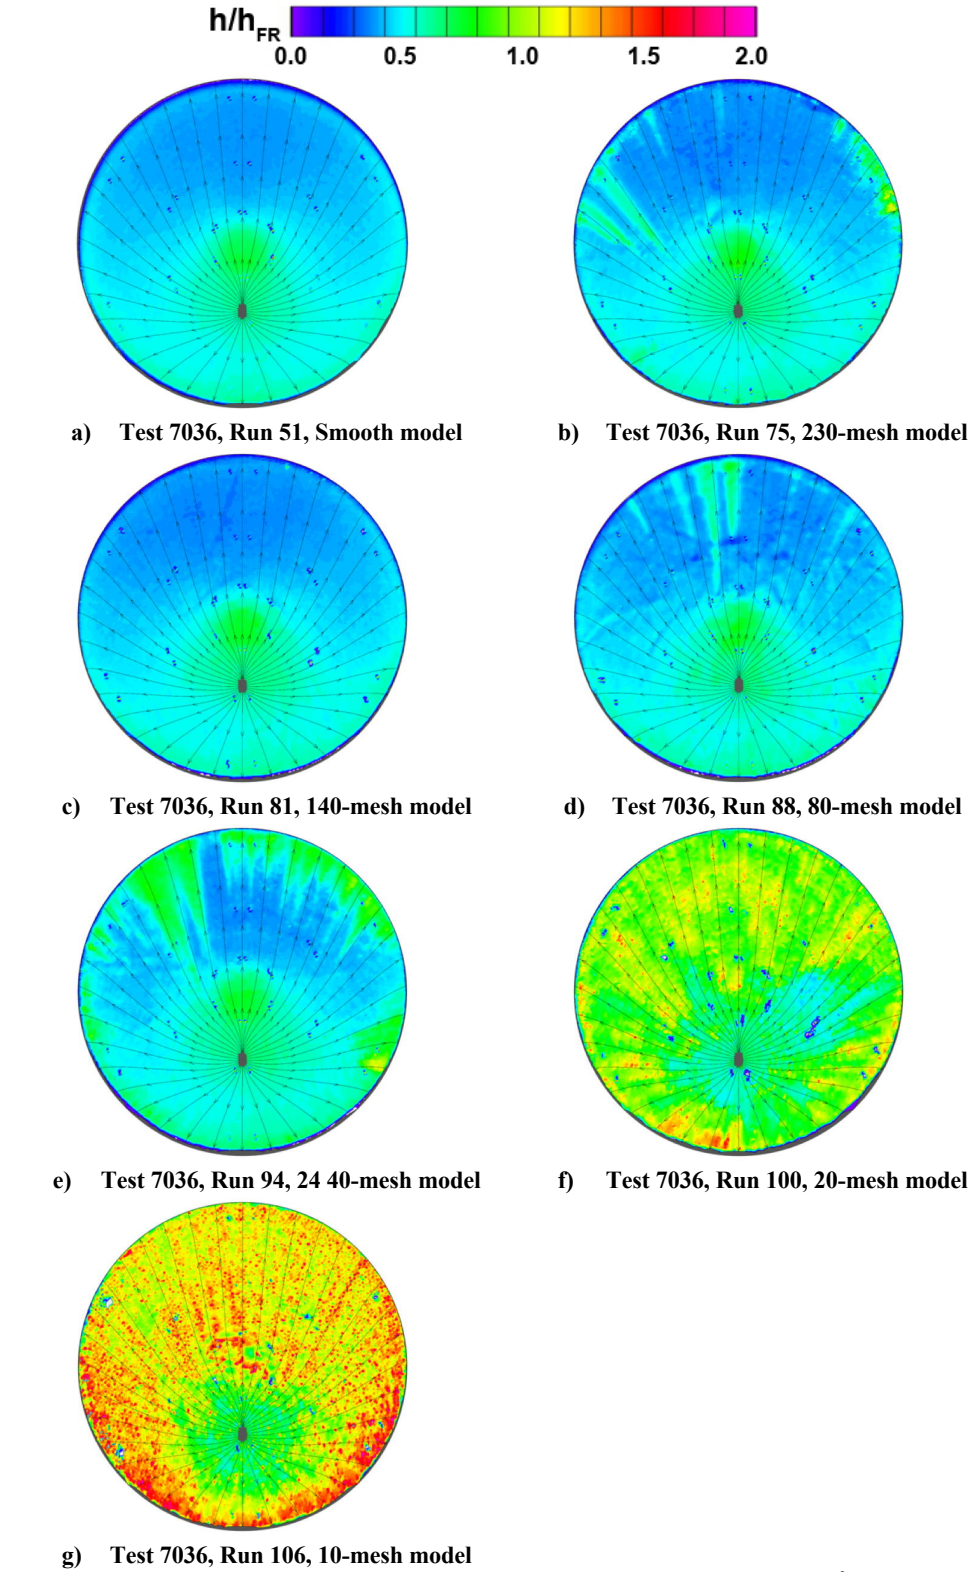 h/hFR
0.0 0.5 1.0 1.5 2.0
a) Test 7036, Run 51, Smooth model
b) Test 7036, Run 75, 230-mesh model
c) Test 7036, Run 81, 140-mesh model
d) Test 7036, Run 88, 80-mesh model
e) Test 7036, Run 94, 24 40-mesh model
f) Test 7036, Run 100, 20-mesh model
g) Test 7036, Run 106, 10-mesh model